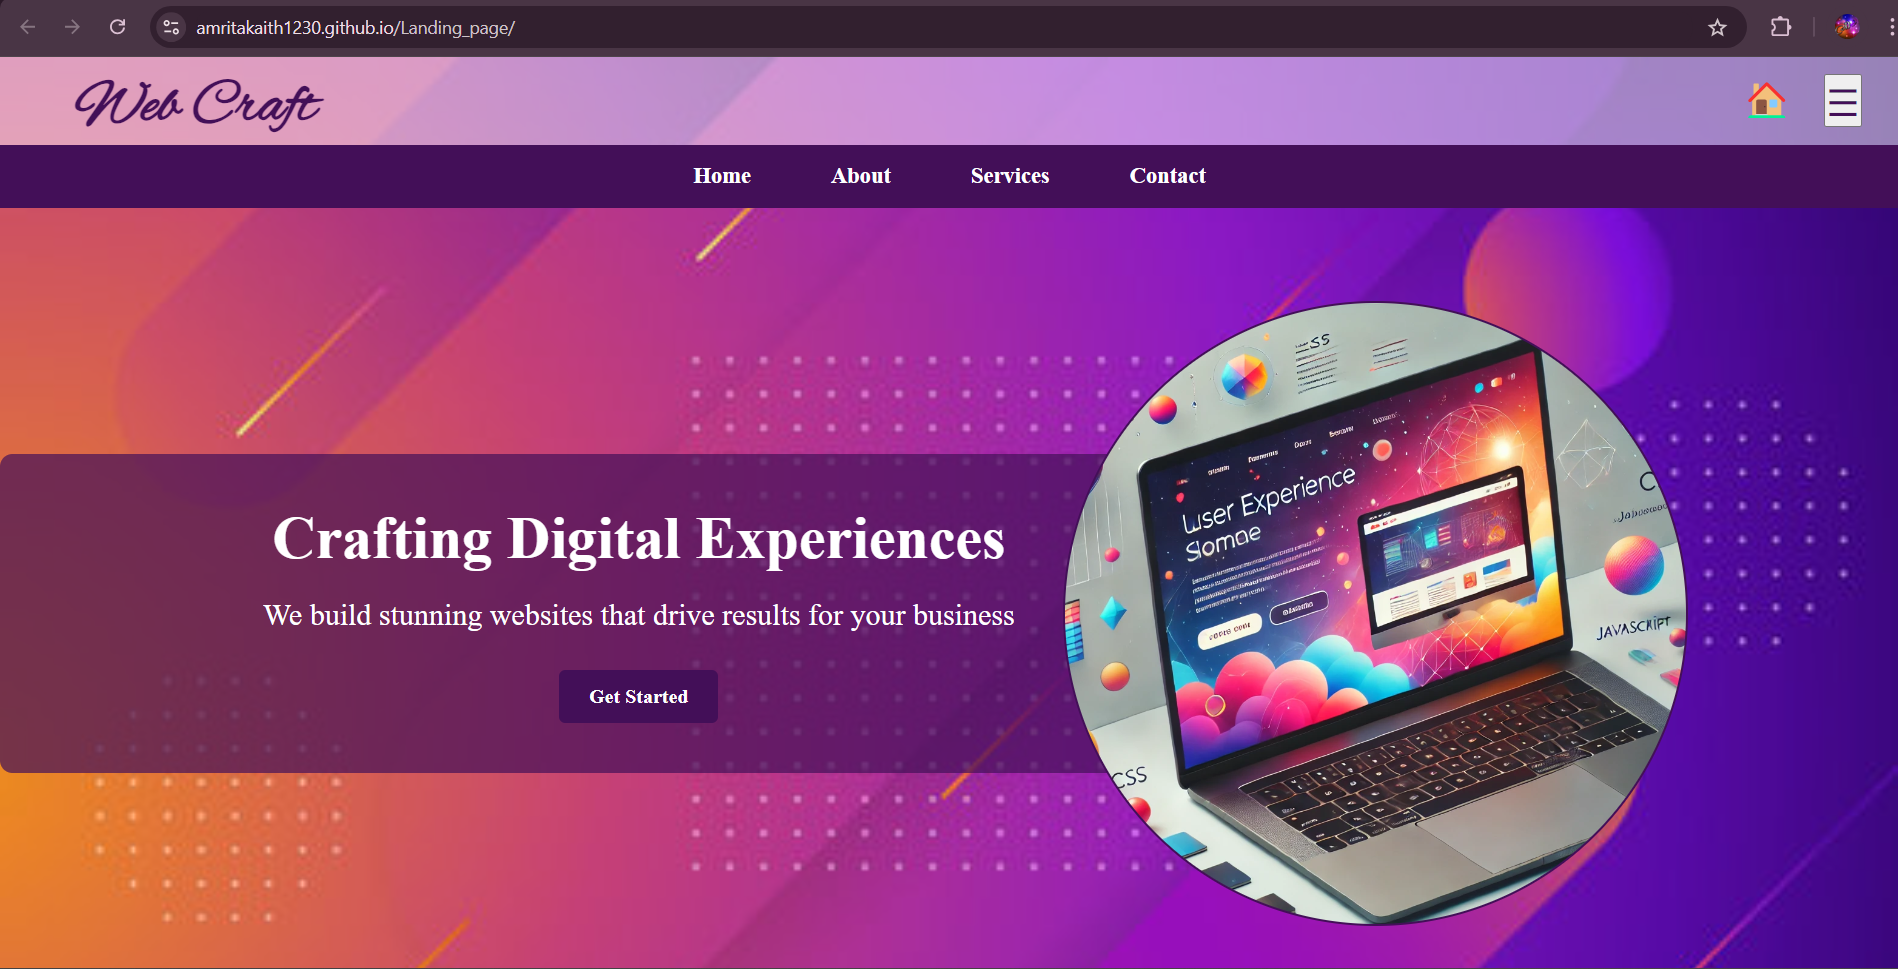 amritakaith1230.github.io/Landing_page/
Web Craft
Home About Services Contact
Crafting Digital Experiences
We build stunning websites that drive results for your business
Get Started
User Experience
Slomae
JAVASCRIPT
CSS